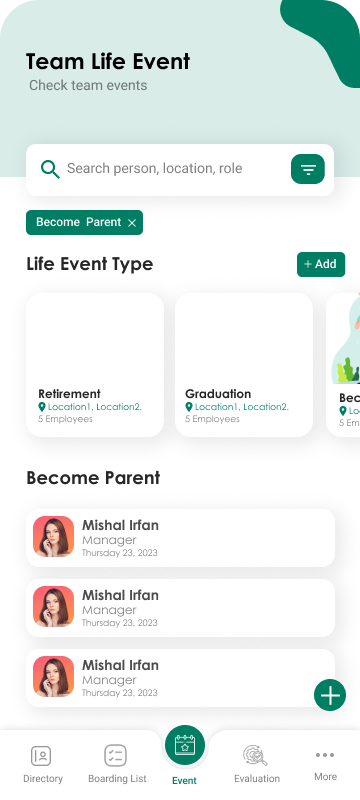 Team Life Event
Check team events
Search person, location, role
Become Parent ×
Life Event Type
+ Add
Retirement
Location1, Location2.
5 Employees
Graduation
Location1, Location2.
5 Employees
Bec
Lo
5 Em
Become Parent
Mishal Irfan
Manager
Thursday 23, 2023
Mishal Irfan
Manager
Thursday 23, 2023
Mishal Irfan
Manager
Thursday 23, 2023
Directory
Boarding List
Event
Evaluation
More